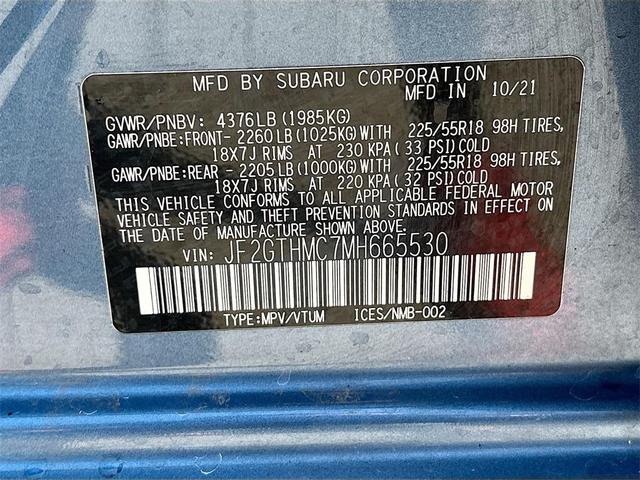 MFD BY SUBARU CORPORATION
MFD IN 10/21
GVWR/PNBV: 4376LB(1985KG)
GAWR/PNBE:FRONT-2260LB(1025KG)WITH 225/55R18 98H TIRES,
18X7J RIMS AT 230 KPA(33 PSI)COLD
GAWR/PNBE:REAR -2205LB(1000KG)WITH 225/55R18 98H TIRES,
18X7J RIMS AT 220 KPA(32 PSI)COLD
THIS VEHICLE CONFORMS TO ALL APPLICABLE FEDERAL MOTOR
VEHICLE SAFETY AND THEFT PREVENTION STANDARDS IN EFFECT ON
THE DATE OF MANUFACTURE SHOWN ABOVE.
VIN: JF2GTHMC7MH665530
TYPE:MPV/VTUM ICES/NMB-002